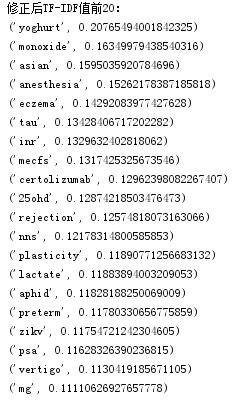 修正后TF-IDF值前20：
('yoghurt', 0.20765494001842325)
('monoxide', 0.16349979438540316)
('asian', 0.1595035920784696)
('anesthesia', 0.15262178387185818)
('eczema', 0.14292083977427628)
('tau', 0.13428406717202282)
('inr', 0.1329632402818062)
('mecfs', 0.1317425325673546)
('certolizumab', 0.12962398082267407)
('25ohd', 0.12874218503476473)
('rejection', 0.12574818073163066)
('nns', 0.12178314800585853)
('plasticity', 0.11890771256683132)
('lactate', 0.11883894003209053)
('aphid', 0.11828188250069009)
('preterm', 0.11780330656775859)
('zikv', 0.11754721242304605)
('psa', 0.11628326390236815)
('vertigo', 0.1130419185671105)
('mg', 0.11110626927657778)